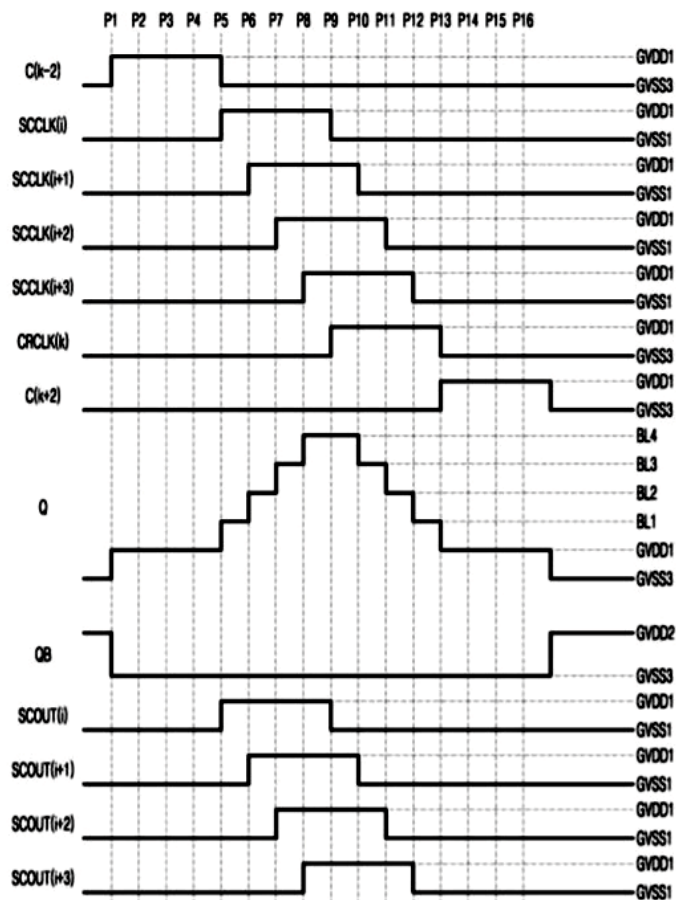 P1 P2 P3 P4 P5 P6 P7 P8 P9 P10 P11 P12 P13 P14 P15 P16
C(k-2) GVDD1
GVSS3
SCCLK(i) GVDD1
GVSS1
SCCLK(i+1) GVDD1
GVSS1
SCCLK(i+2) GVDD1
GVSS1
SCCLK(i+3) GVDD1
GVSS1
CRCLK(k) GVDD1
GVSS3
C(k+2) GVDD1
GVSS3
BL4
BL3
Q BL2
BL1
GVDD1
GVSS3
GVDD2
QB
GVSS3
SCOUT(i) GVDD1
GVSS1
SCOUT(i+1) GVDD1
GVSS1
SCOUT(i+2) GVDD1
GVSS1
SCOUT(i+3) GVDD1
GVSS1